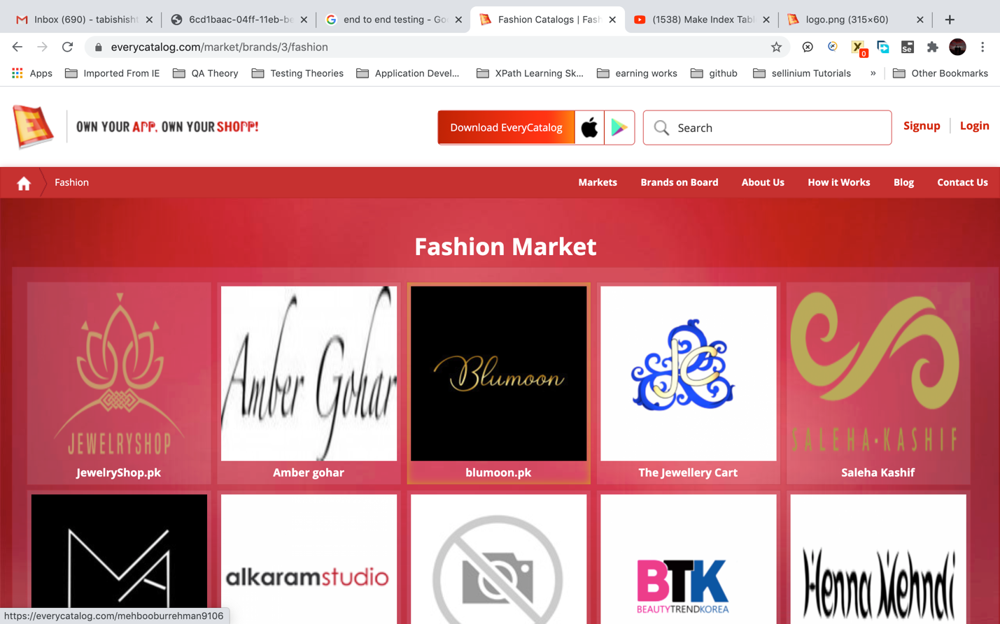 Inbox (690) - tabishisht
6cd1baac-04ff-11eb-be
end to end testing - Goo
Fashion Catalogs | Fash
(1538) Make Index Tabl
logo.png (315×60)
everycatalog.com/market/brands/3/fashion
0
Se
Apps
Imported From IE
QA Theory
Testing Theories
Application Devel...
XPath Learning Sk...
earning works
github
sellinium Tutorials
»
Other Bookmarks
E
OWN YOUR APP, OWN YOUR SHOPP!
Download EveryCatalog
Search
Signup
Login
Fashion
Markets
Brands on Board
About Us
How it Works
Blog
Contact Us
Fashion Market
JEWELRYSHOP
Amber Gohar
Blumoon
JC
SALEHA·KASHIF
JewelryShop.pk
Amber gohar
blumoon.pk
The Jewellery Cart
Saleha Kashif
MA
alkaramstudio
BTK
BEAUTYTRENDKOREA
Henna Mehndi
https://everycatalog.com/mehbooburrehman9106